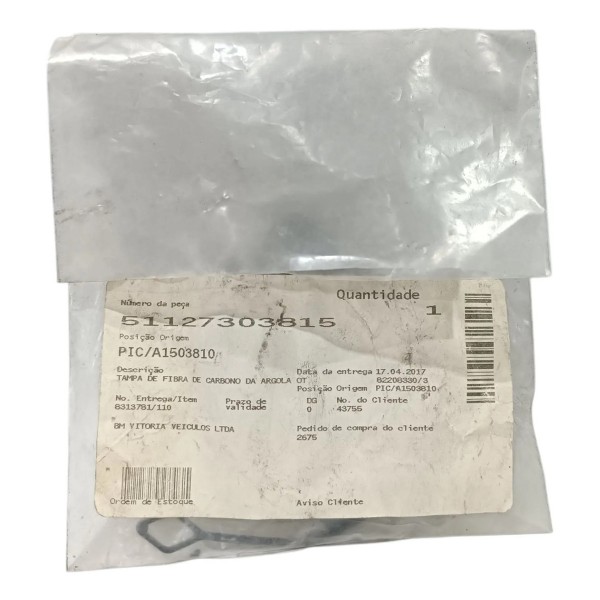 Quantidade
Número da peça
51127303815
1
Posição Origem
PIC/A1503810
Descrição
Data da entrega 17.04.2017
TAMPA DE FIBRA DE CARBONO DA ARGOLA OT
82208330/3
Posição Origem PIC/A1503810
No. Entrega/Item
Prazo de validade
DG
No. do Cliente
8313781/110
0
43755
BM VITORIA VEICULOS LTDA
Pedido de compra do cliente
2675
Ordem de Estoque
Aviso Cliente